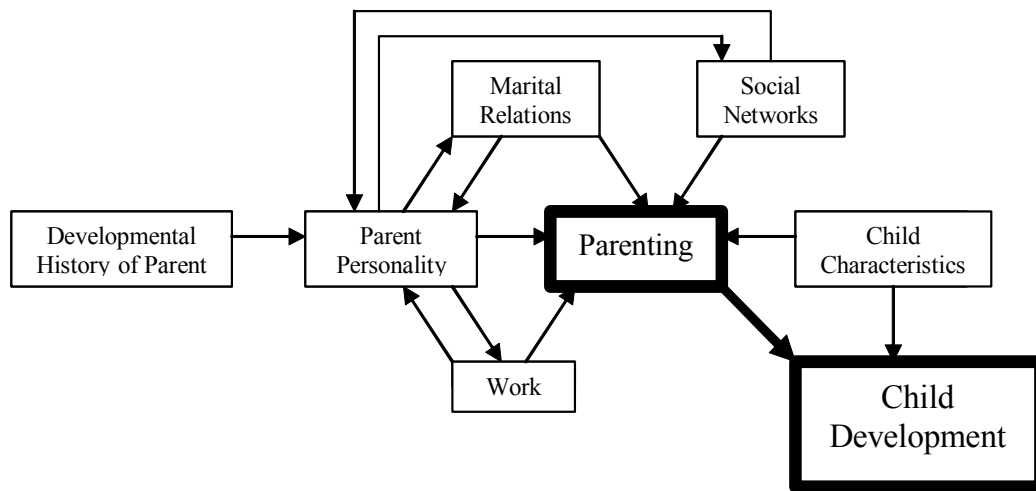 Marital
Relations
Social
Networks
Developmental
History of Parent
Parent
Personality
Parenting
Child
Characteristics
Work
Child
Development